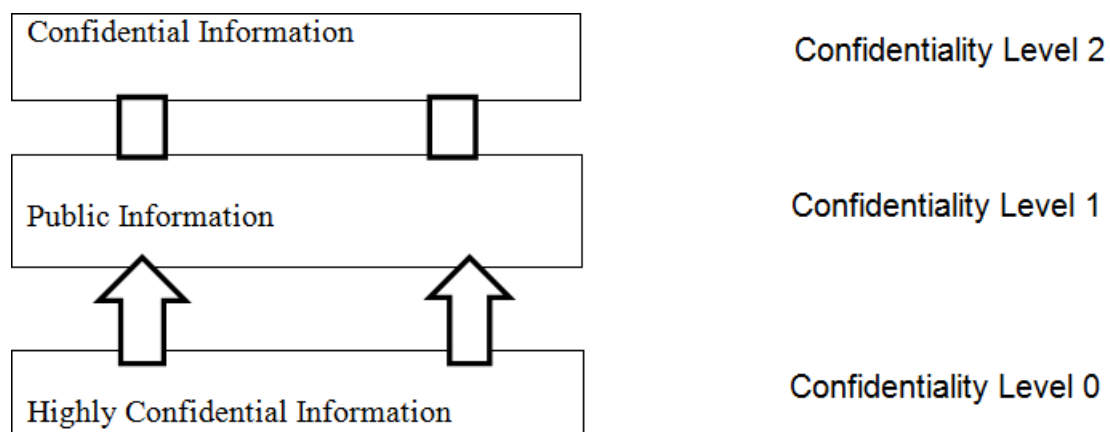 Confidential Information
Confidentiality Level 2
Public Information
Confidentiality Level 1
Highly Confidential Information
Confidentiality Level 0